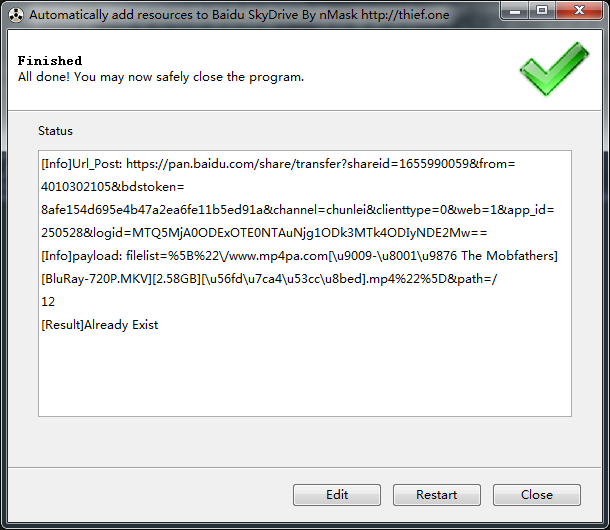 Automatically add resources to Baidu SkyDrive By nMask http://thief.one
Finished
All done! You may now safely close the program.
Status
[Info]Url_Post: https://pan.baidu.com/share/transfer?shareid=1655990059&from=
4010302105&bdstoken=
8afe154d695e4b47a2ea6fe11b5ed91a&channel=chunlei&clienttype=0&web=1&app_id=
250528&logid=MTQ5MjA0ODExOTE0NTAuNjg1ODk3MTk4ODIyNDE2Mw==
[Info]payload: filelist=%5B%22\/www.mp4pa.com[\u9009-\u8001\u9876 The Mobfathers]
[BluRay-720P.MKV][2.58GB][\u56fd\u7ca4\u53cc\u8bed].mp4%22%5D&path=/
12
[Result]Already Exist
Edit
Restart
Close